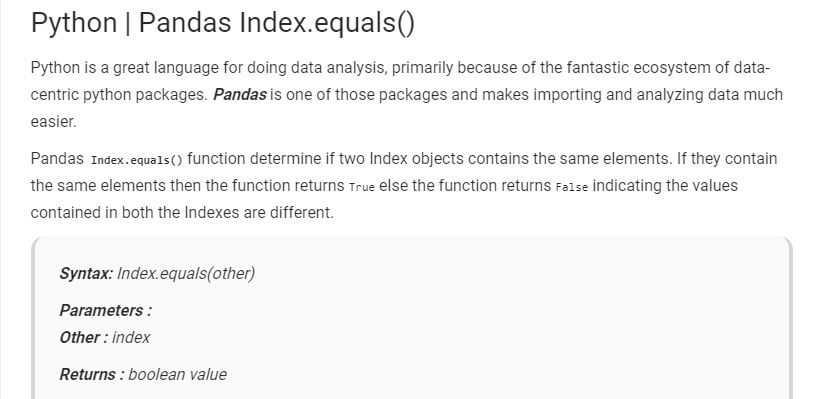 Python | Pandas Index.equals()
Python is a great language for doing data analysis, primarily because of the fantastic ecosystem of data-
centric python packages. Pandas is one of those packages and makes importing and analyzing data much
easier.
Pandas Index.equals() function determine if two Index objects contains the same elements. If they contain
the same elements then the function returns True else the function returns False indicating the values
contained in both the Indexes are different.
Syntax: Index.equals(other)
Parameters :
Other : index
Returns : boolean value